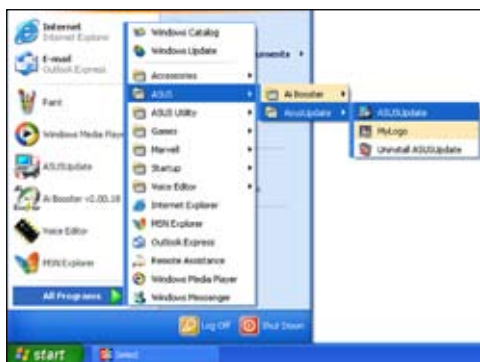 Internet
Internet Explorer
E-mail
Outlook Express
Paint
Windows Media Player
ASUSUpdate
Ai Booster v2.00.18
Voice Editor
MSN Explorer
All Programs
Windows Catalog
Windows Update
Accessories
ASUS
ASUS Utility
Games
Marvell
Startup
Voice Editor
Internet Explorer
MSN Explorer
Outlook Express
Remote Assistance
Windows Media Player
Windows Messenger
Ai Booster
AsusUpdate
ASUSUpdate
MyLogo
Uninstall ASUSUpdate
Log Off
Shut Down
start